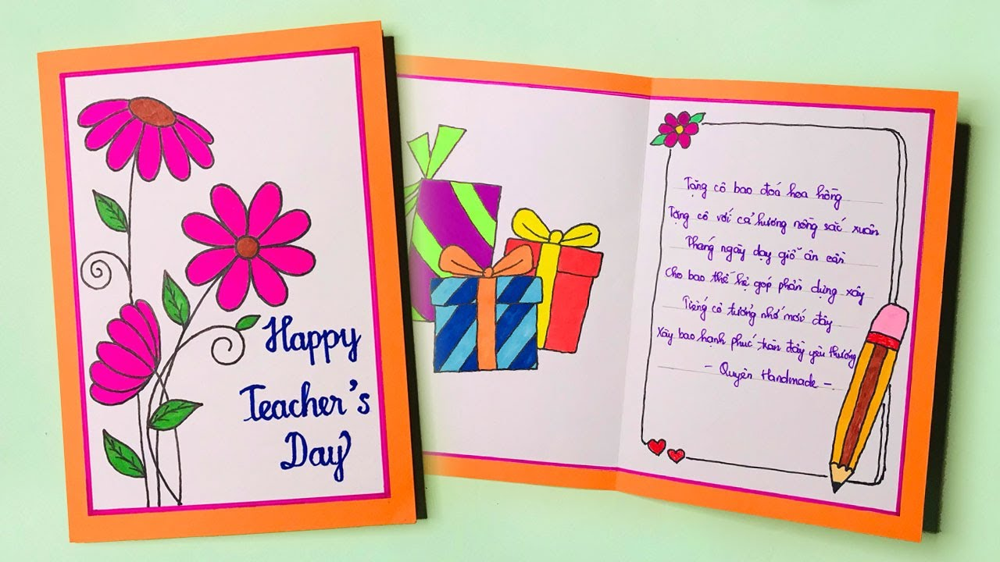 Happy
Teacher's
Day
Tặng cô bao đoá hoa hồng
Tặng cô với cả hương nồng sắc xuân
Tháng ngày dạy giỗ ân cần
Cho bao thế hệ góp phần dựng xây
Tiếng cô tưởng như mới đây
Xây bao hạnh phúc tràn đầy yêu thương
- Quyên Handmade -